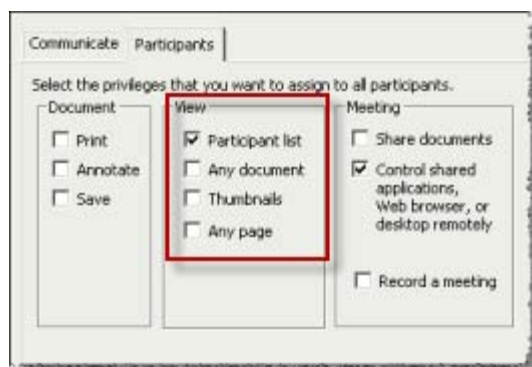 Communicate
Participants
Select the privileges that you want to assign to all participants.
Document
Print
Annotate
Save
View
Participant list
Any document
Thumbnails
Any page
Meeting
Share documents
Control shared
applications,
Web browser, or
desktop remotely
Record a meeting